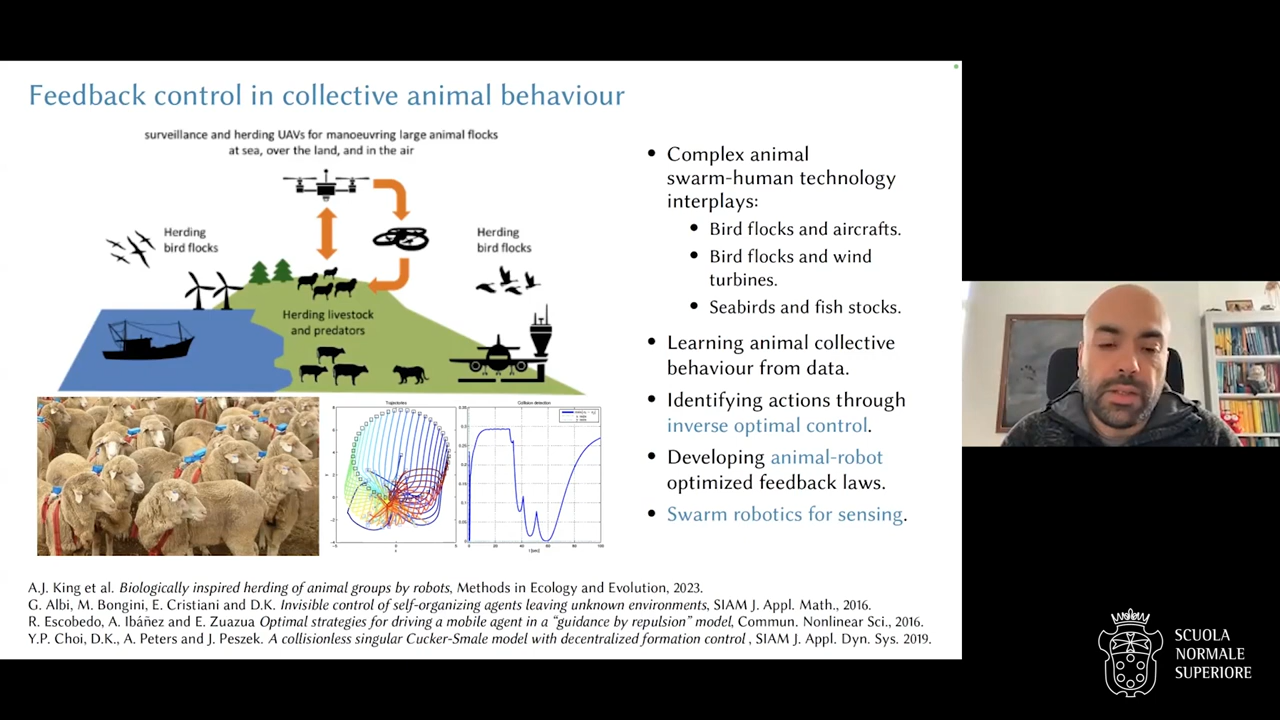 Feedback control in collective animal behaviour
surveillance and herding UAVs for manoeuvring large animal flocks
at sea, over the land, and in the air
Herding
bird flocks
Herding
bird flocks
Herding livestock
and predators
Trajectories
Collision detection
• Complex animal
swarm-human technology
interplays:
• Bird flocks and aircrafts.
• Bird flocks and wind
turbines.
• Seabirds and fish stocks.
• Learning animal collective
behaviour from data.
• Identifying actions through
inverse optimal control.
• Developing animal-robot
optimized feedback laws.
• Swarm robotics for sensing.
A.J. King et al. Biologically inspired herding of animal groups by robots, Methods in Ecology and Evolution, 2023.
G. Albi, M. Bongini, E. Cristiani and D.K. Invisible control of self-organizing agents leaving unknown environments, SIAM J. Appl. Math., 2016.
R. Escobedo, A. Ibáñez and E. Zuazua Optimal strategies for driving a mobile agent in a “guidance by repulsion” model, Commun. Nonlinear Sci., 2016.
Y.P. Choi, D.K., A. Peters and J. Peszek. A collisionless singular Cucker-Smale model with decentralized formation control , SIAM J. Appl. Dyn. Sys. 2019.
SCUOLA
NORMALE
SUPERIORE